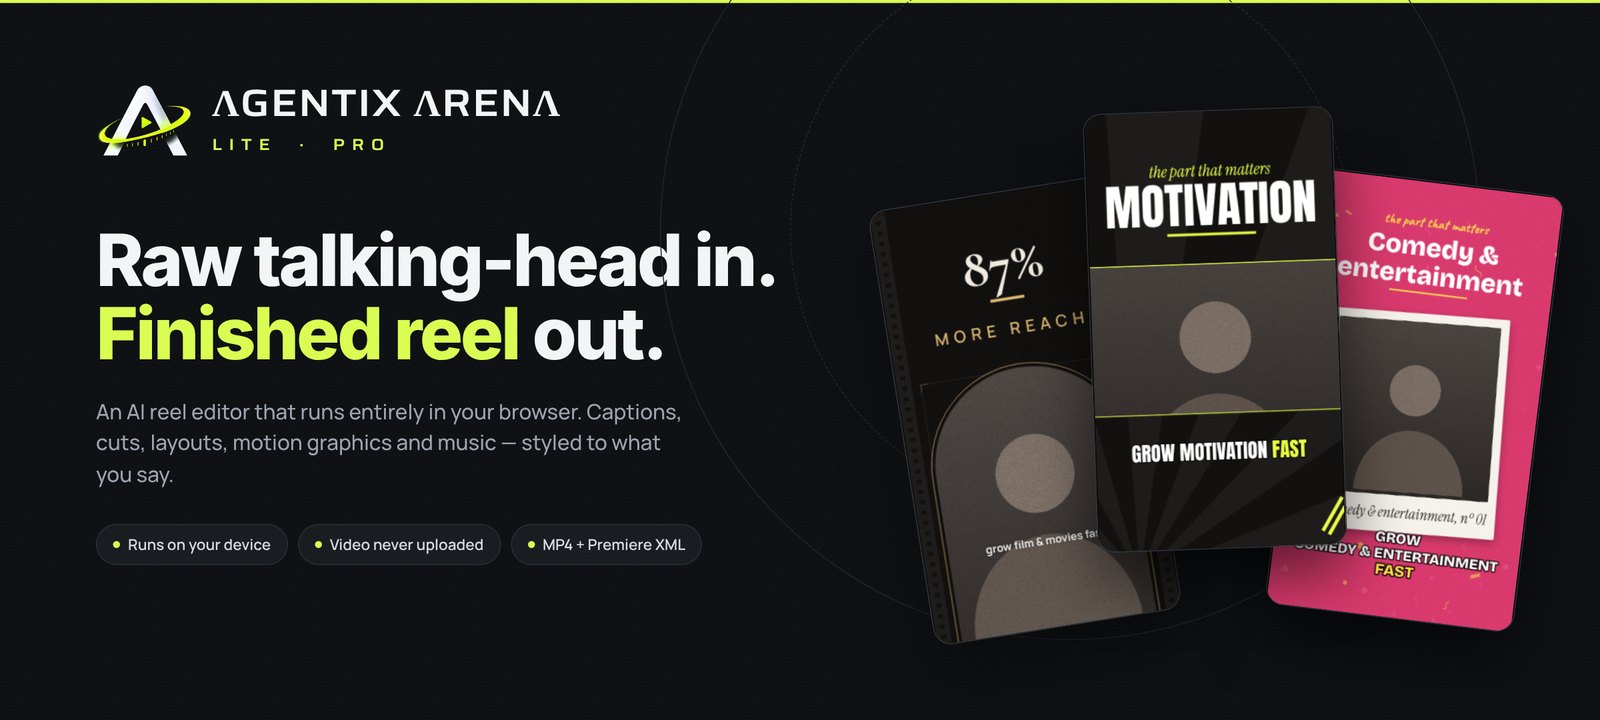 AGENTIX ARENA
LITE · PRO
Raw talking-head in.
Finished reel out.
An AI reel editor that runs entirely in your browser. Captions,
cuts, layouts, motion graphics and music — styled to what
you say.
Runs on your device
Video never uploaded
MP4 + Premiere XML
87%
MORE REACH
grow film & movies
the part that matters
MOTIVATION
GROW MOTIVATION FAST
the part that matters
Comedy &
entertainment
& entertainment, nº 01
GROW
COMEDY & ENTERTAINMENT
FAST